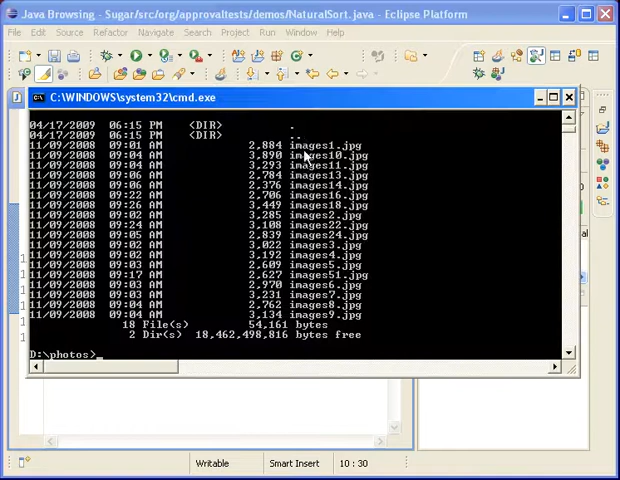 Java Browsing - Sugar/src/org/approvaltests/demos/NaturalSort.java - Eclipse Platform
File Edit Source Refactor Navigate Search Project Run Window Help
C:\WINDOWS\system32\cmd.exe
04/17/2009 06:15 PM <DIR> .
04/17/2009 06:15 PM <DIR> ..
11/09/2008 09:01 AM 2,884 images1.jpg
11/09/2008 09:04 AM 3,890 images10.jpg
11/09/2008 09:04 AM 3,293 images11.jpg
11/09/2008 09:06 AM 2,784 images13.jpg
11/09/2008 09:06 AM 2,376 images14.jpg
11/09/2008 09:22 AM 2,706 images16.jpg
11/09/2008 09:26 AM 3,449 images18.jpg
11/09/2008 09:02 AM 3,285 images2.jpg
11/09/2008 09:24 AM 3,108 images22.jpg
11/09/2008 09:05 AM 2,839 images24.jpg
11/09/2008 09:02 AM 3,022 images3.jpg
11/09/2008 09:03 AM 3,192 images4.jpg
11/09/2008 09:03 AM 2,609 images5.jpg
11/09/2008 09:17 AM 2,627 images51.jpg
11/09/2008 09:03 AM 2,970 images6.jpg
11/09/2008 09:03 AM 3,231 images7.jpg
11/09/2008 09:04 AM 2,762 images8.jpg
11/09/2008 09:04 AM 3,134 images9.jpg
18 File(s) 54,161 bytes
2 Dir(s) 18,462,498,816 bytes free
D:\photos>_
Writable Smart Insert 10 : 30